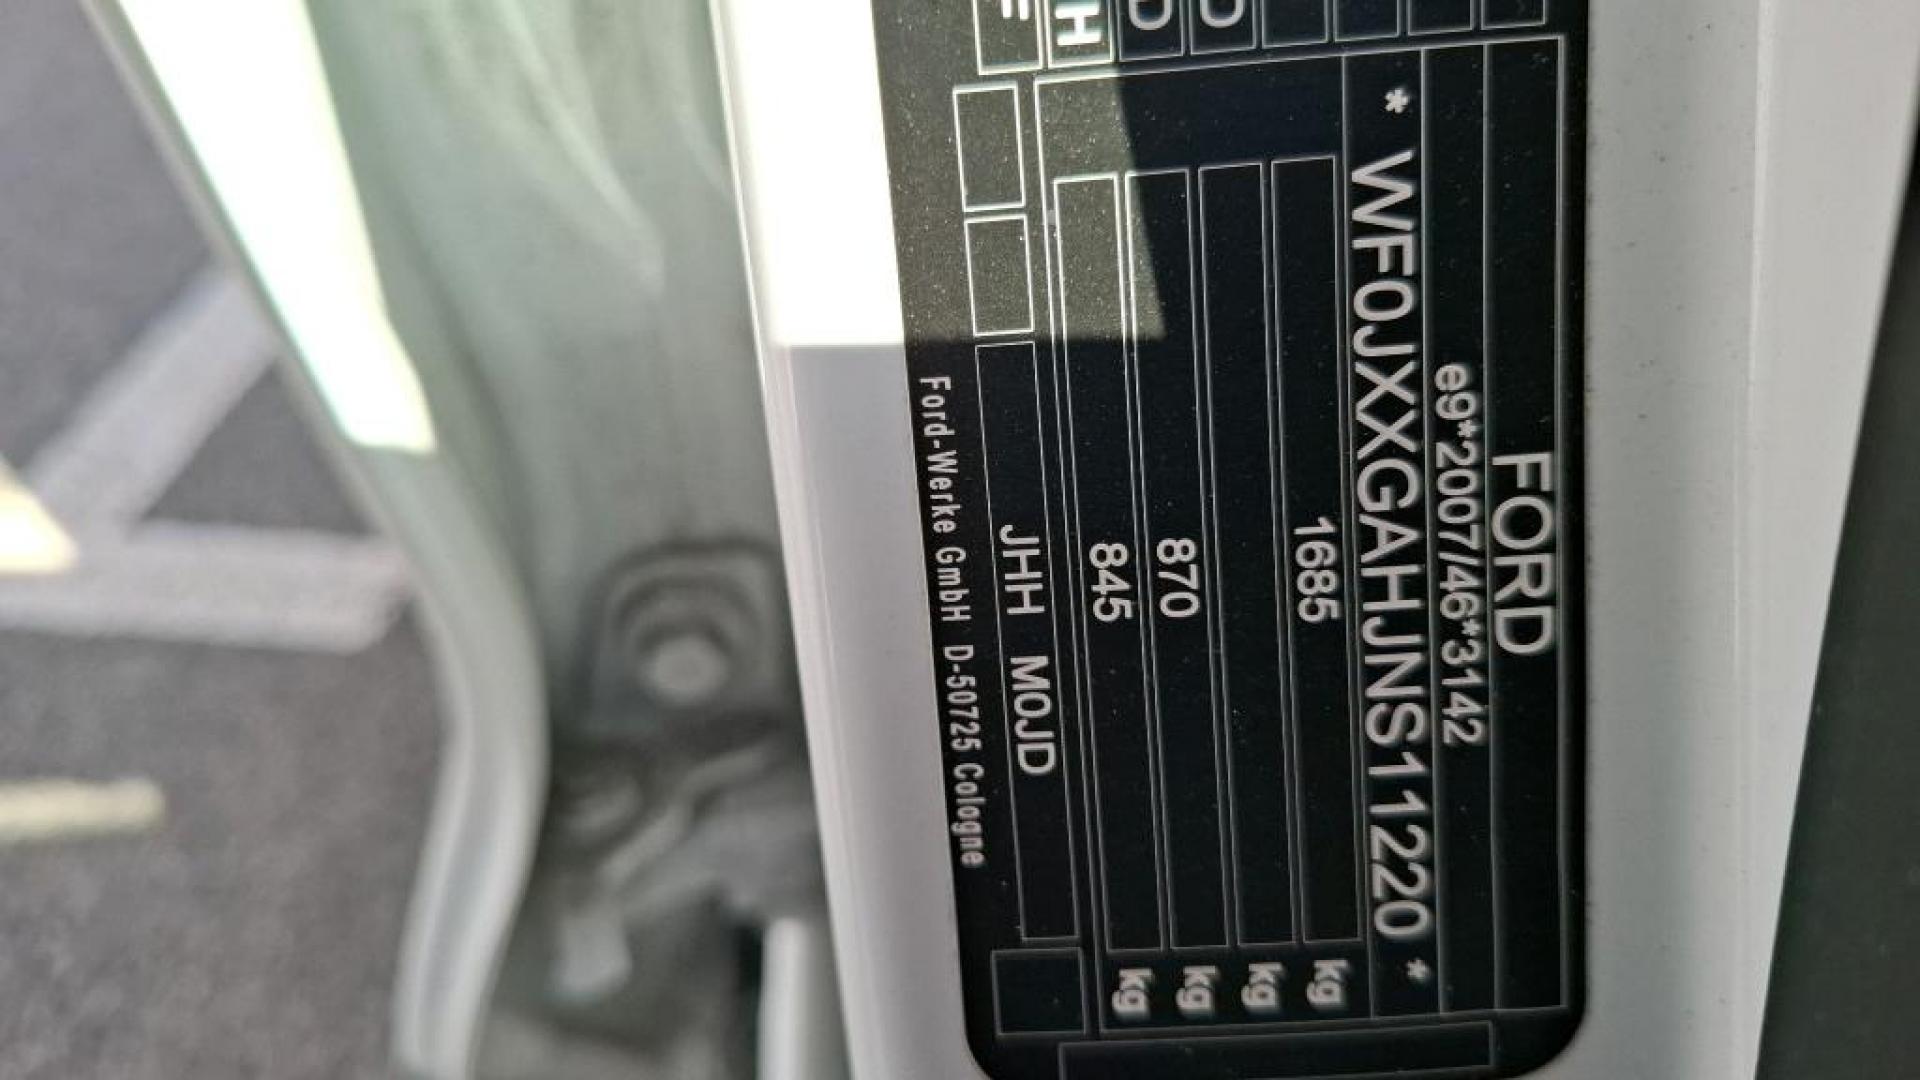 FORD
e9*2007/46*3142
* WF0JXXGAHJNS11220 *
1685 kg
kg
870 kg
845 kg
JHH M0JD
Ford-Werke GmbH D-50725 Cologne
D
D
H
F